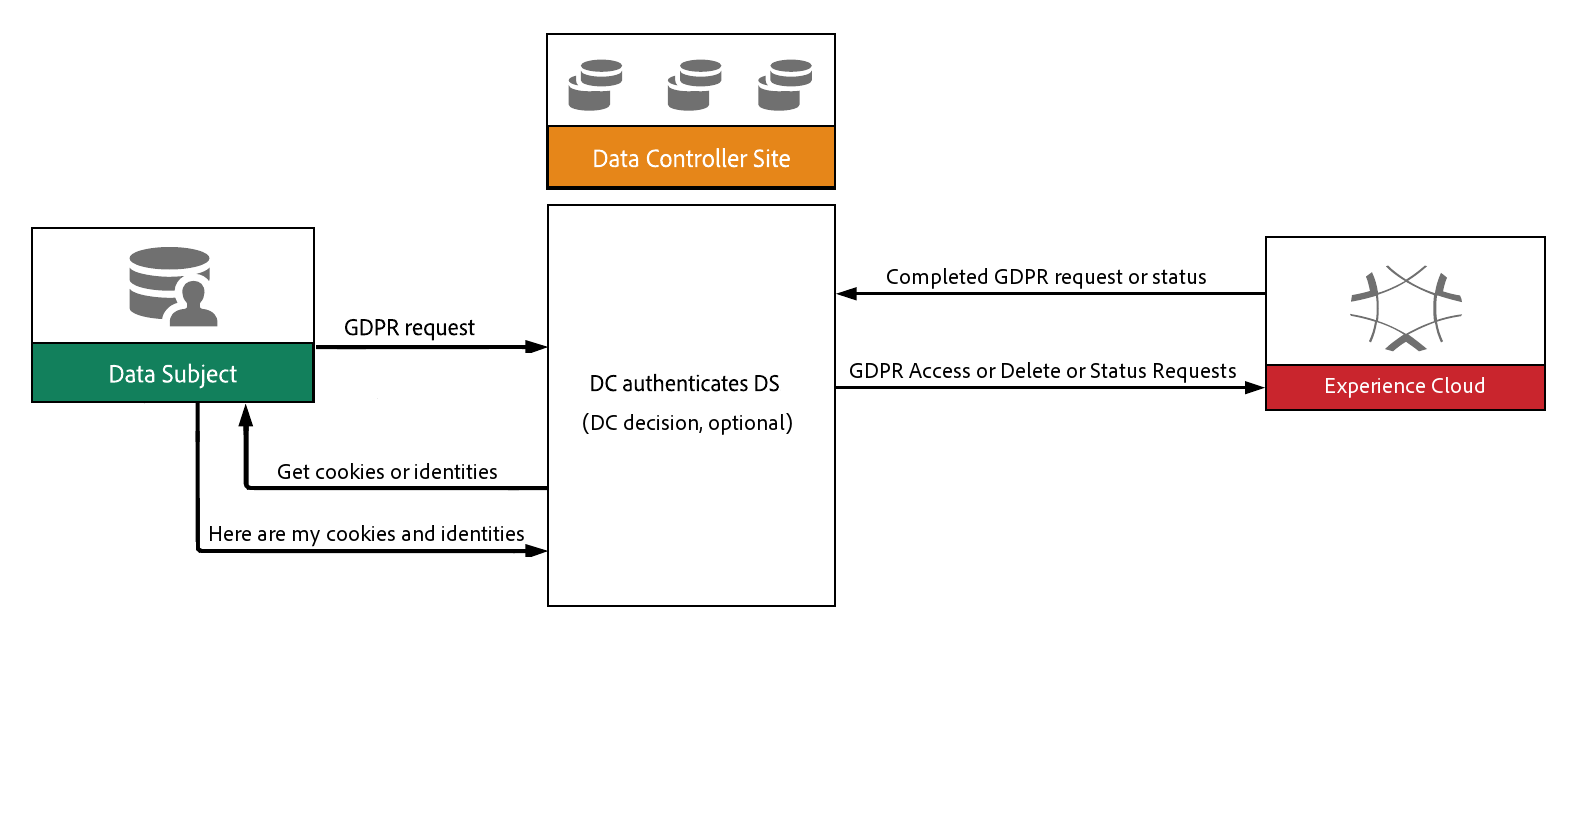 Data Controller Site
Data Subject
GDPR request
Get cookies or identities
Here are my cookies and identities
DC authenticates DS
(DC decision, optional)
Completed GDPR request or status
GDPR Access or Delete or Status Requests
Experience Cloud